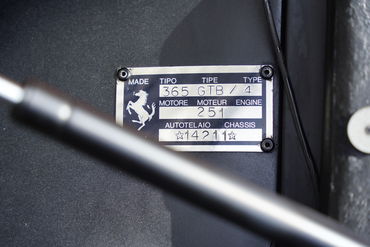 MADE TIPO TIPE TYPE
365 GTB / 4
MOTORE MOTEUR ENGINE
251
AUTOTELAIO CHASSIS
☆14211☆